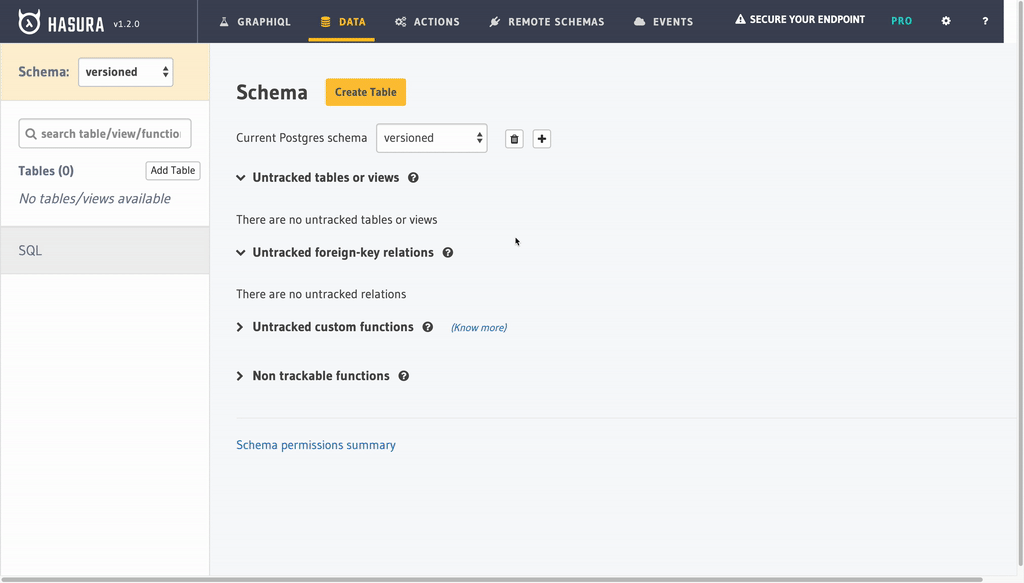 HASURA v1.2.0 GRAPHIQL DATA ACTIONS REMOTE SCHEMAS EVENTS SECURE YOUR ENDPOINT PRO ?
Schema: versioned
search table/view/functio
Tables (0) Add Table
No tables/views available
SQL
Schema Create Table
Current Postgres schema versioned
Untracked tables or views ?
There are no untracked tables or views
Untracked foreign-key relations ?
There are no untracked relations
Untracked custom functions ? (Know more)
Non trackable functions ?
Schema permissions summary